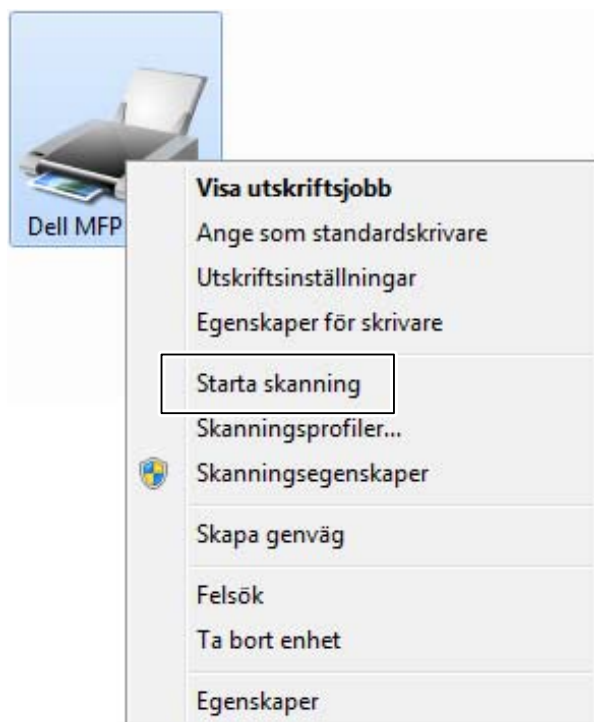 Dell MFP
Visa utskriftsjobb
Ange som standardskrivare
Utskriftsinställningar
Egenskaper för skrivare
Starta skanning
Skanningsprofiler...
Skanningsegenskaper
Skapa genväg
Felsök
Ta bort enhet
Egenskaper